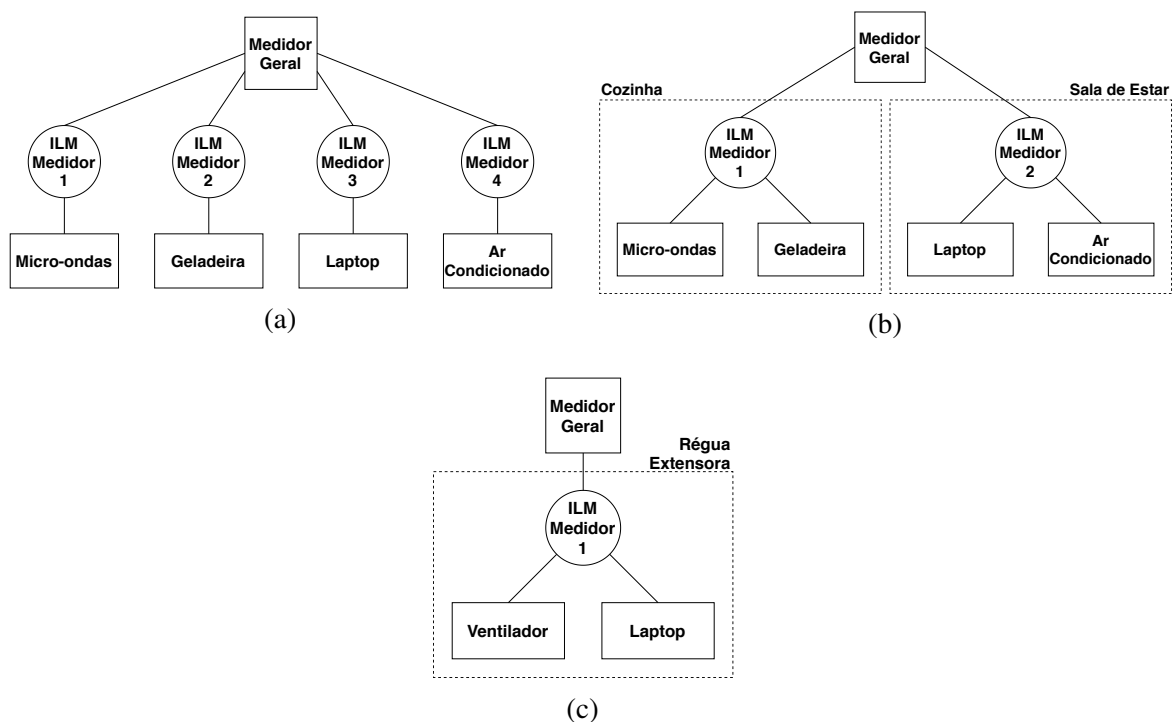 Medidor
Geral
ILM
Medidor
1
ILM
Medidor
2
ILM
Medidor
3
ILM
Medidor
4
Micro-ondas
Geladeira
Laptop
Ar
Condicionado
(a)
Medidor
Geral
Cozinha
Sala de Estar
ILM
Medidor
1
ILM
Medidor
2
Micro-ondas
Geladeira
Laptop
Ar
Condicionado
(b)
Medidor
Geral
Régua
Extensora
ILM
Medidor
1
Ventilador
Laptop
(c)